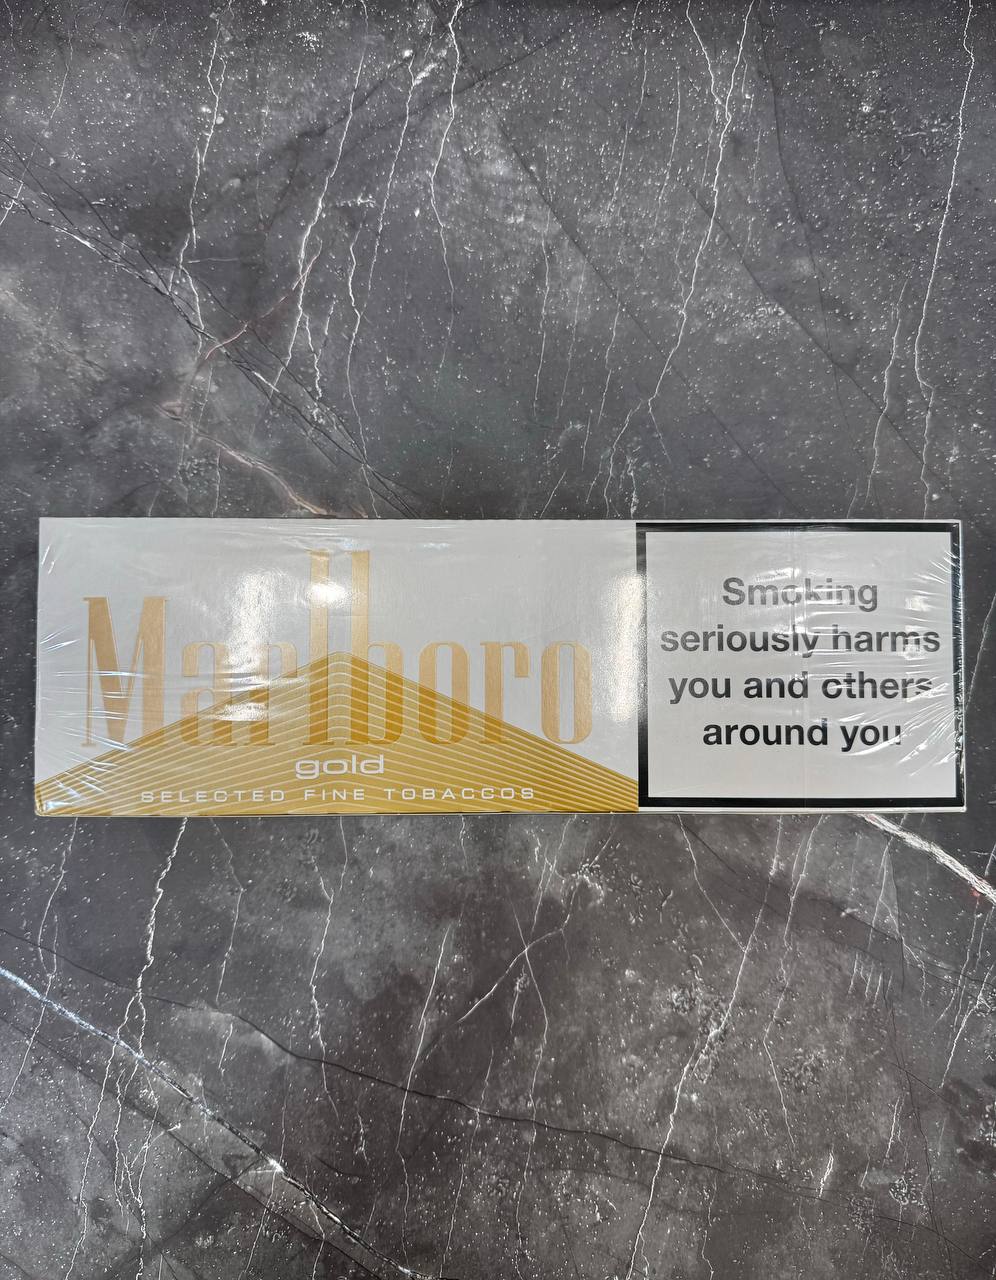 Marlboro
gold
SELECTED FINE TOBACCOS
Smoking
seriously harms
you and others
around you